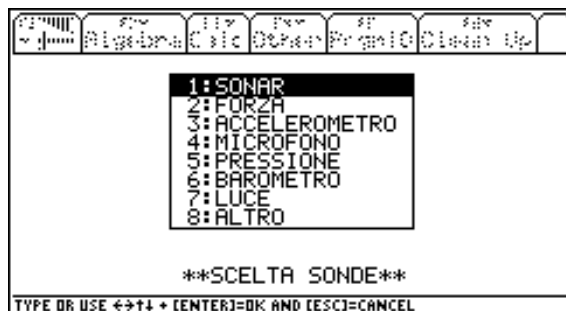 Algebra Calc Other PrgmIO Clean Up
1:SONAR
2:FORZA
3:ACCELEROMETRO
4:MICROFONO
5:PRESSIONE
6:BAROMETRO
7:LUCE
8:ALTRO
**SCELTA SONDE**
TYPE OR USE ←→↑↓ + [ENTER]=OK AND [ESC]=CANCEL